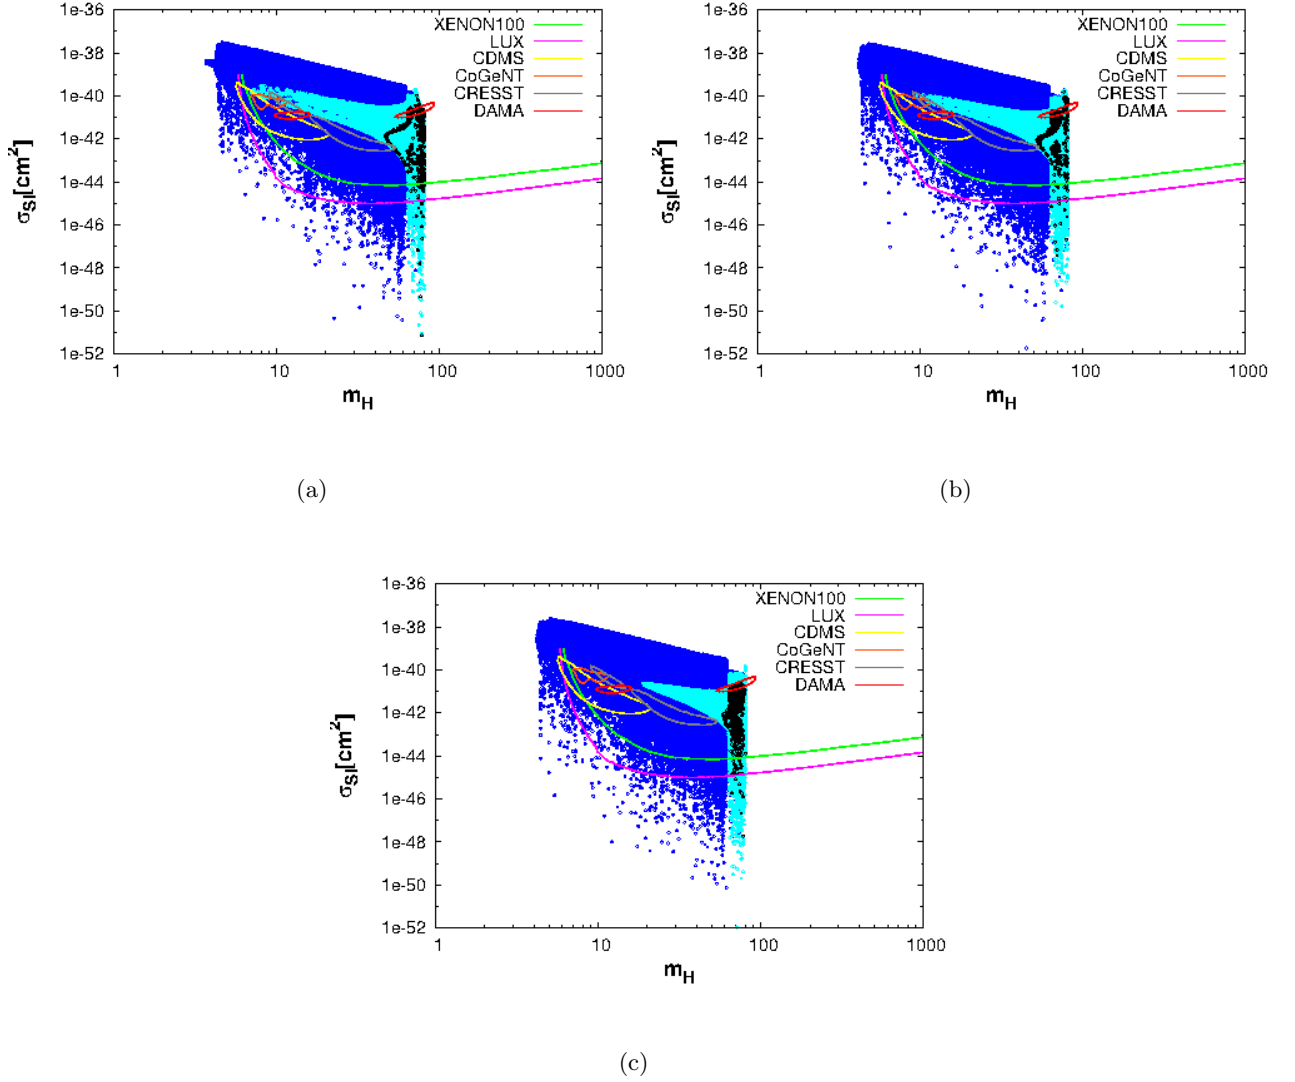 1e-36
1e-38
1e-40
1e-42
1e-44
1e-46
1e-48
1e-50
1e-52
σSI[cm²]
XENON100
LUX
CDMS
CoGeNT
CRESST
DAMA
1 10 100 1000
mH
(a)
1e-36
1e-38
1e-40
1e-42
1e-44
1e-46
1e-48
1e-50
1e-52
σSI[cm²]
XENON100
LUX
CDMS
CoGeNT
CRESST
DAMA
1 10 100 1000
mH
(b)
1e-36
1e-38
1e-40
1e-42
1e-44
1e-46
1e-48
1e-50
1e-52
σSI[cm²]
XENON100
LUX
CDMS
CoGeNT
CRESST
DAMA
1 10 100 1000
mH
(c)